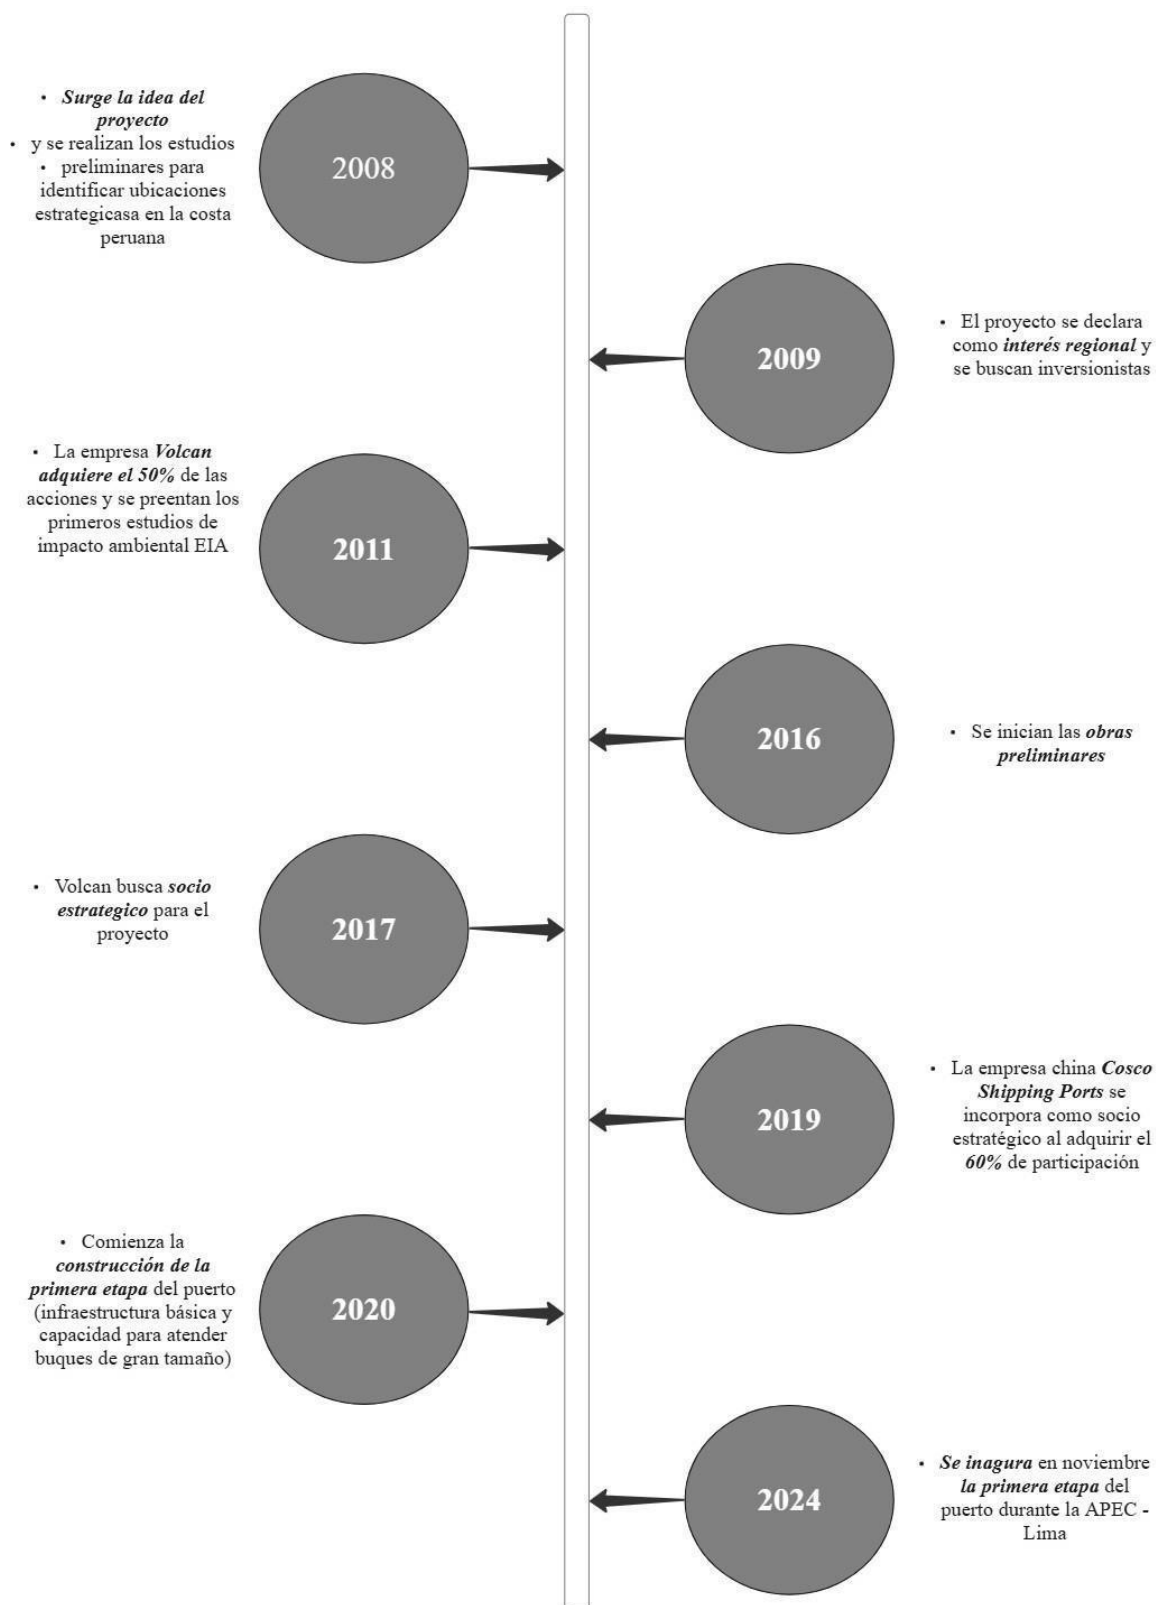 • Surge la idea del
proyecto
• y se realizan los estudios
• preliminares para
identificar ubicaciones
estrategicasa en la costa
peruana
2008
2009
• El proyecto se declara
como interés regional y
se buscan inversionistas
• La empresa Volcan
adquiere el 50% de las
acciones y se preentan los
primeros estudios de
impacto ambiental EIA
2011
2016
• Se inician las obras
preliminares
• Volcan busca socio
estrategico para el
proyecto
2017
2019
• La empresa china Cosco
Shipping Ports se
incorpora como socio
estratégico al adquirir el
60% de participación
• Comienza la
construcción de la
primera etapa del puerto
(infraestructura básica y
capacidad para atender
buques de gran tamaño)
2020
2024
• Se inagura en noviembre
la primera etapa del
puerto durante la APEC -
Lima